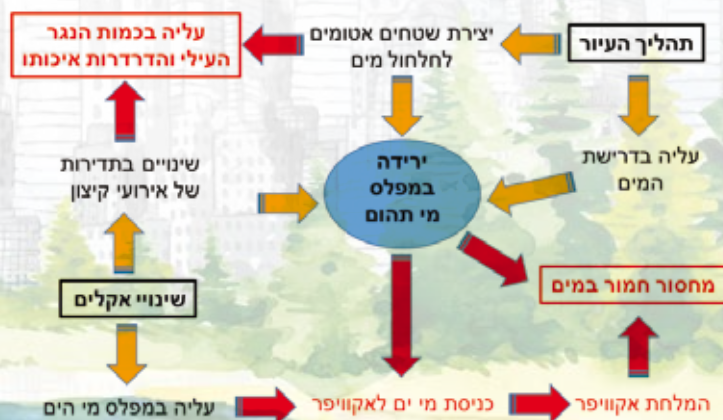 תהליך העיור
יצירת שטחים אטומים
לחלחול מים
עליה בכמות הנגר
העילי והדרדרות איכותו
עליה בדרישת
המים
ירידה
במפלס
מי תהום
שינויים בתדירות
של אירועי קיצון
מחסור חמור במים
שינויי אקלים
המלחת אקוויפר
כניסת מי ים לאקוויפר
עליה במפלס מי הים